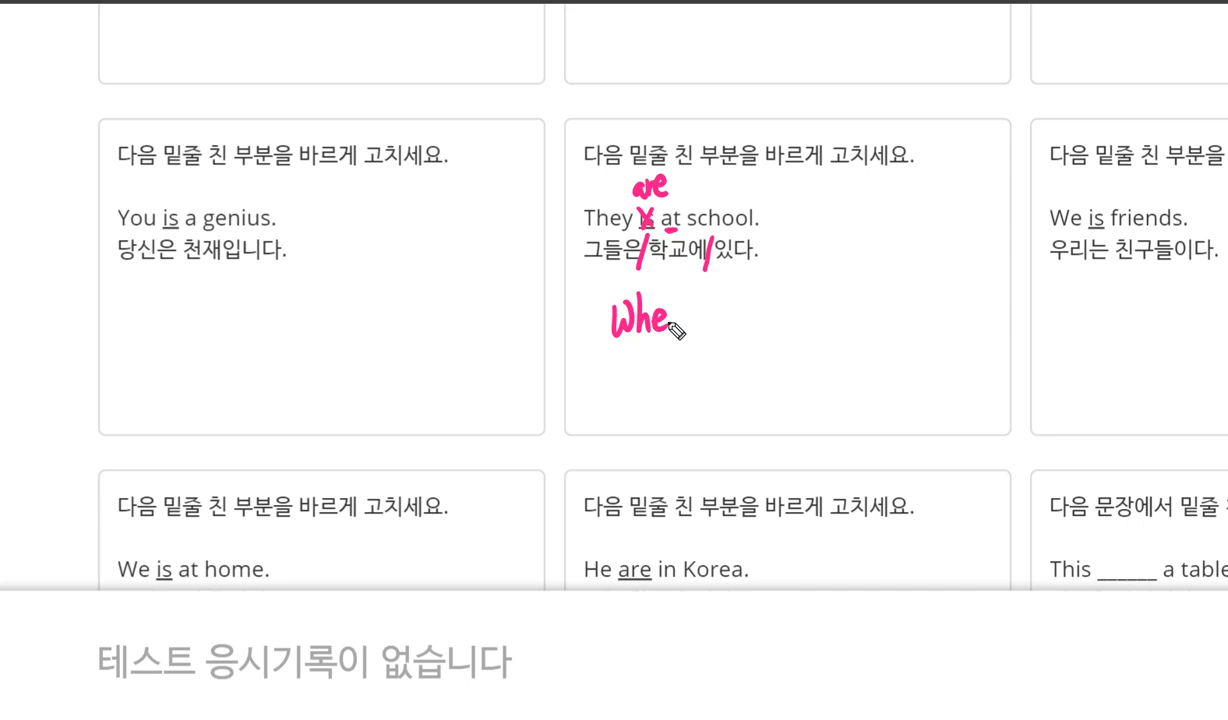 다음 밑줄 친 부분을 바르게 고치세요.
You is a genius.
당신은 천재입니다.
다음 밑줄 친 부분을 바르게 고치세요.
are
They is at school.
그들은/학교에/있다.
Whe
다음 밑줄 친 부분을
We is friends.
우리는 친구들이다.
다음 밑줄 친 부분을 바르게 고치세요.
We is at home.
다음 밑줄 친 부분을 바르게 고치세요.
He are in Korea.
다음 문장에서 밑줄
This ______ a table
테스트 응시기록이 없습니다